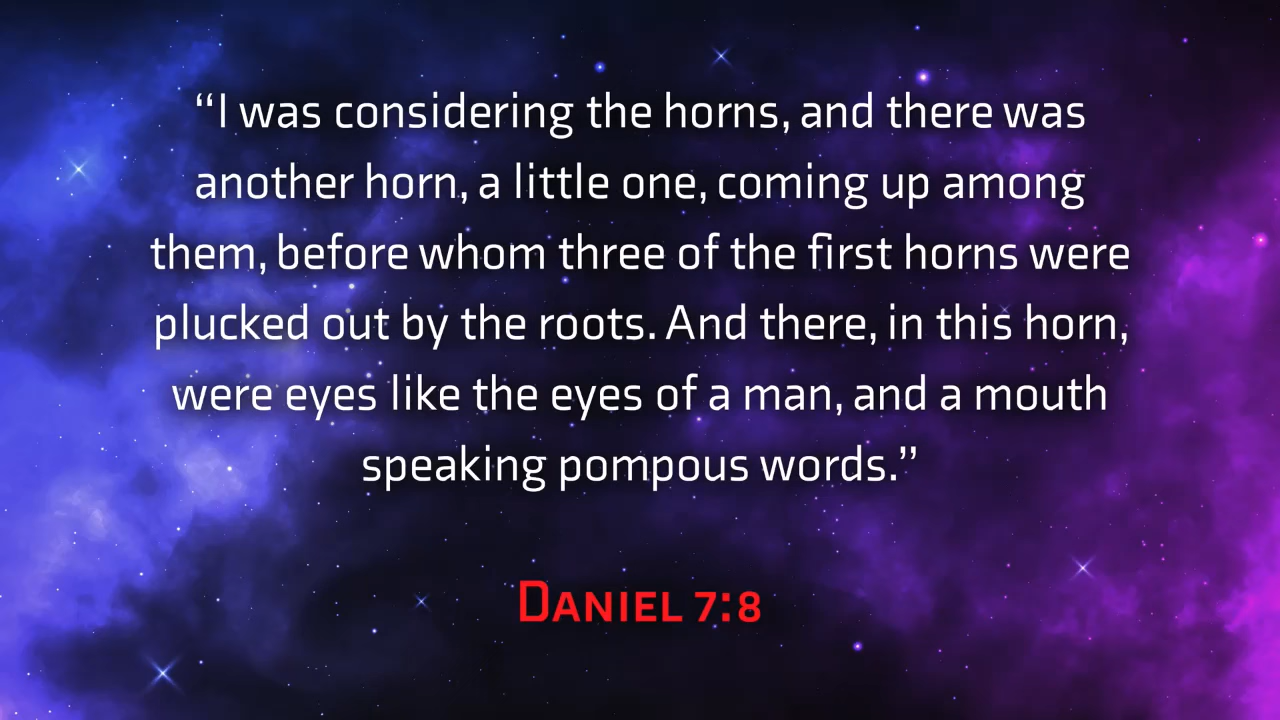 “I was considering the horns, and there was
another horn, a little one, coming up among
them, before whom three of the first horns were
plucked out by the roots. And there, in this horn,
were eyes like the eyes of a man, and a mouth
speaking pompous words.”
Daniel 7:8